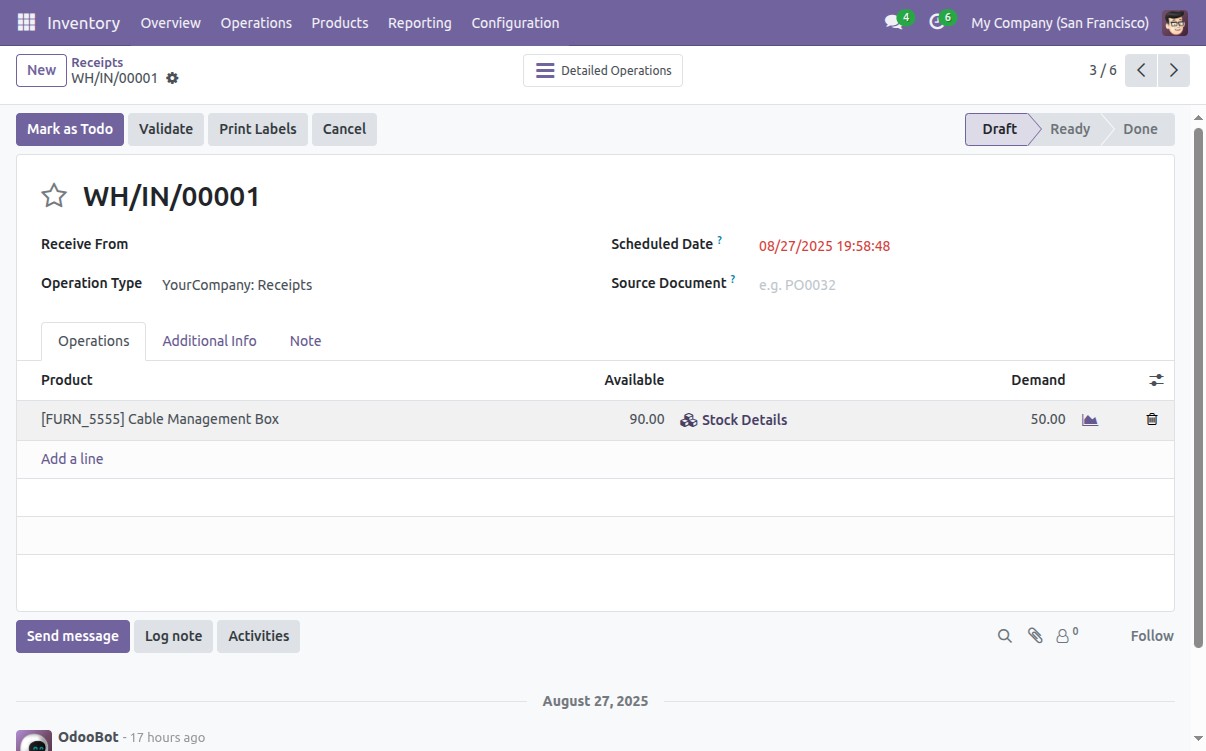 Inventory Overview Operations Products Reporting Configuration 4 6 My Company (San Francisco)
New Receipts
WH/IN/00001
Detailed Operations
3 / 6
Mark as Todo Validate Print Labels Cancel Draft Ready Done
WH/IN/00001
Receive From
Scheduled Date ? 08/27/2025 19:58:48
Operation Type YourCompany: Receipts
Source Document ? e.g. PO0032
Operations Additional Info Note
Product Available Demand
[FURN_5555] Cable Management Box 90.00 Stock Details 50.00
Add a line
Send message Log note Activities 0 Follow
August 27, 2025
OdooBot - 17 hours ago